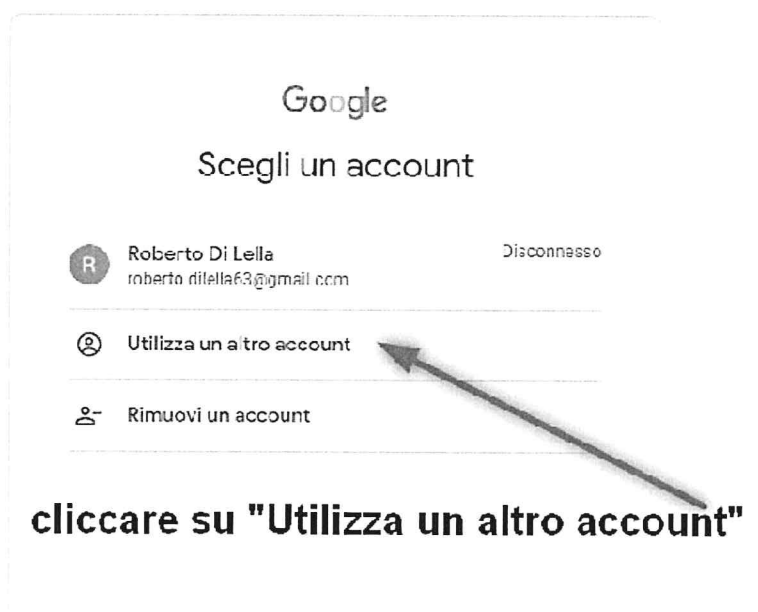 Google
Scegli un account
R
Roberto Di Lella
Disconnesso
roberto.dilella63@gmail.com
Utilizza un altro account
Rimuovi un account
cliccare su "Utilizza un altro account"